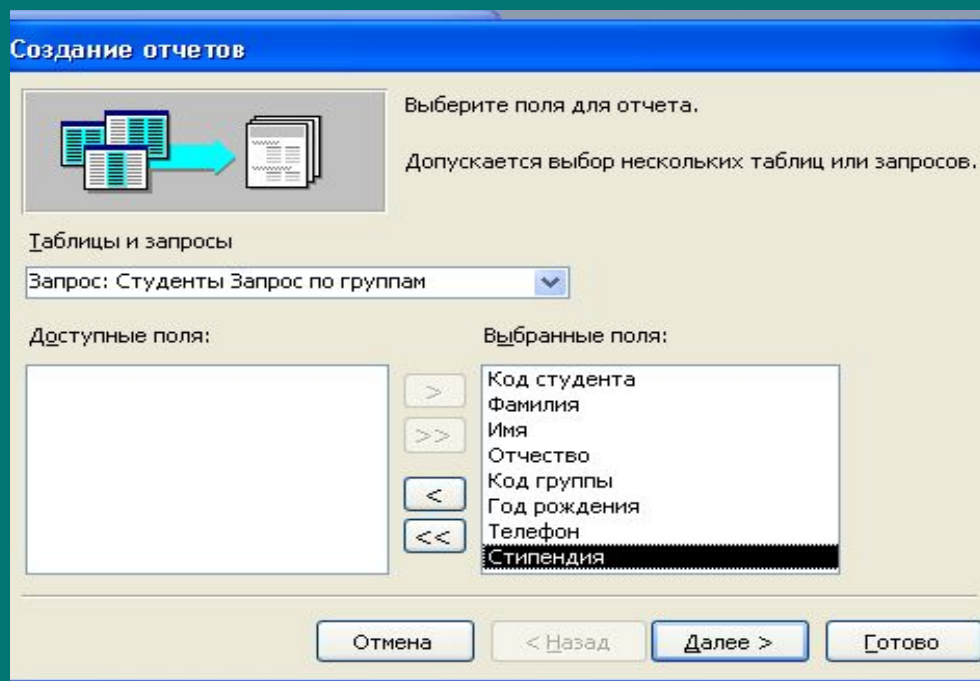 Создание отчетов
Выберите поля для отчета.
Допускается выбор нескольких таблиц или запросов.
Таблицы и запросы
Запрос: Студенты Запрос по группам
Доступные поля:
Выбранные поля:
>
>>
<
<<
Код студента
Фамилия
Имя
Отчество
Код группы
Год рождения
Телефон
Стипендия
Отмена
< Назад
Далее >
Готово